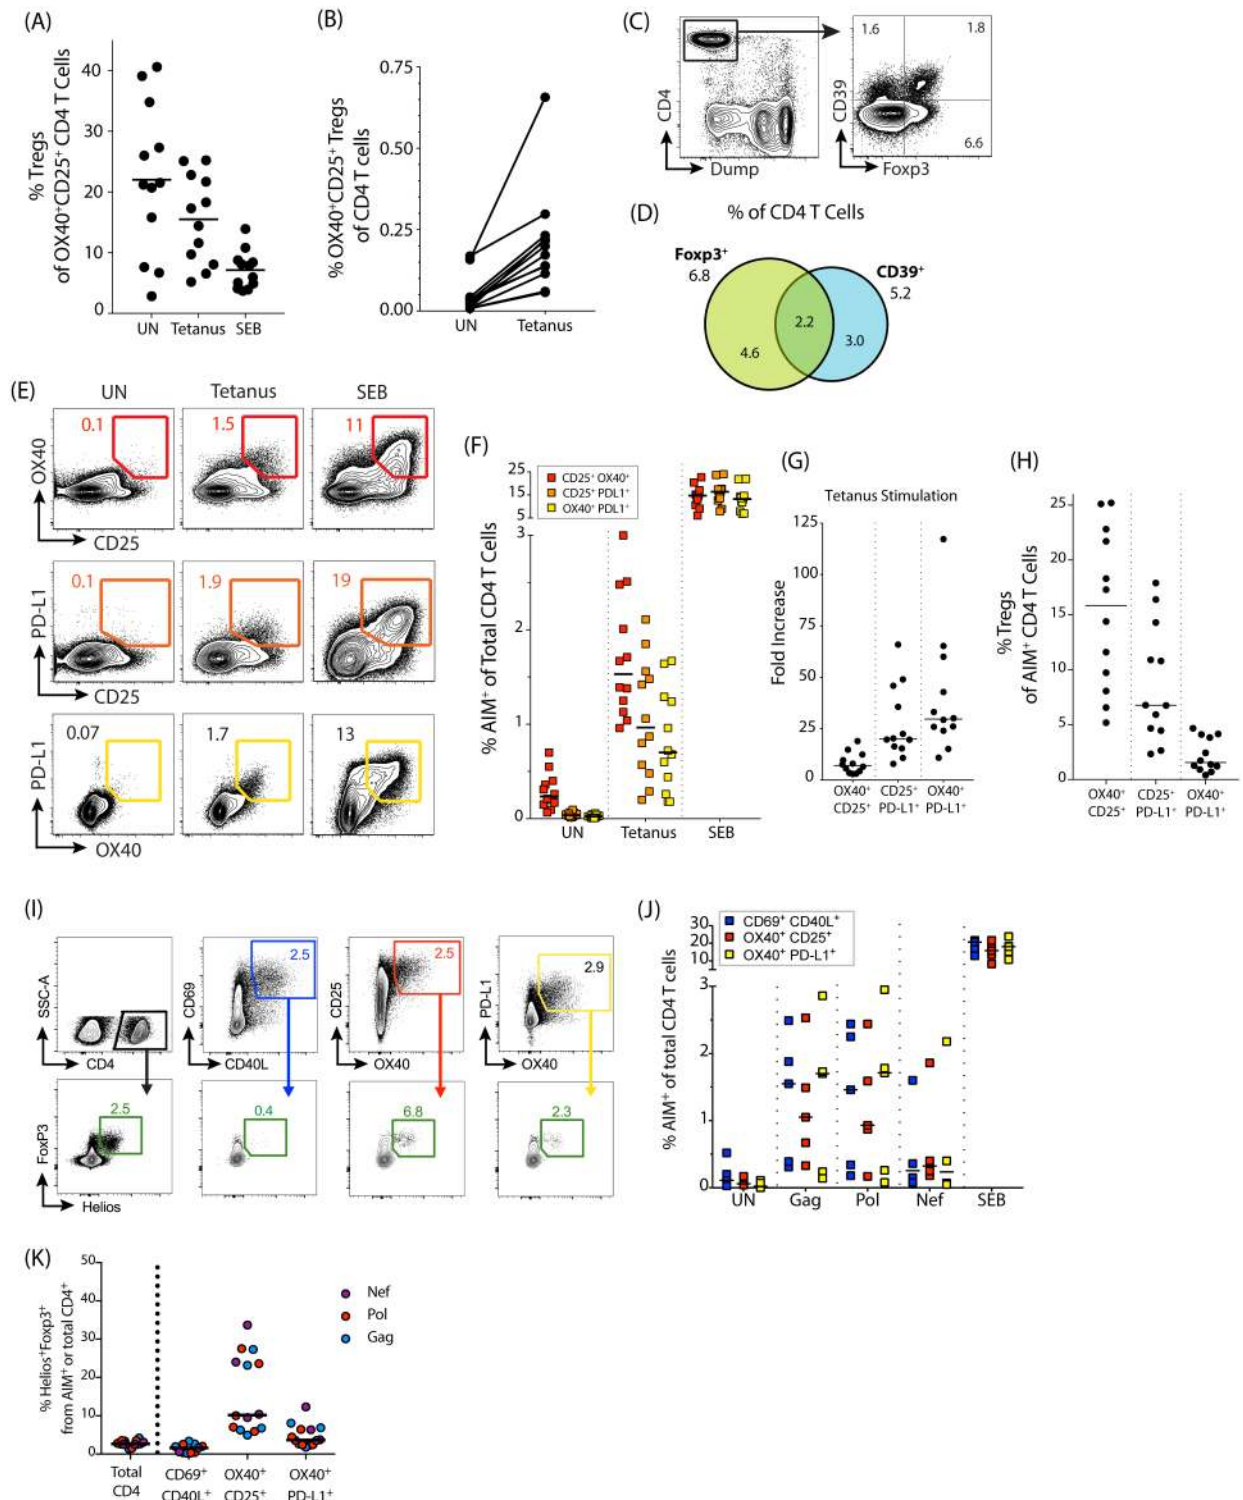 (A)
% Tregs
of OX40⁺CD25⁺ CD4 T Cells
40
30
20
10
0
UN Tetanus SEB
(B)
% OX40⁺CD25⁺ Tregs
of CD4 T cells
0.75
0.50
0.25
0.00
UN Tetanus
(C)
CD4
Dump
1.6 1.8
CD39
6.6
Foxp3
(D)
% of CD4 T Cells
Foxp3⁺
6.8
CD39⁺
5.2
2.2
4.6
3.0
(E)
UN Tetanus SEB
OX40
0.1 1.5 11
CD25
PD-L1
0.1 1.9 19
CD25
PD-L1
0.07 1.7 13
OX40
(F)
% AIM⁺ of Total CD4 T Cells
25
15
5
3
2
1
0
CD25⁺ OX40⁺
CD25⁺ PDL1⁺
OX40⁺ PDL1⁺
UN Tetanus SEB
(G)
Tetanus Stimulation
Fold Increase
125
100
75
50
25
0
OX40⁺ CD25⁺ OX40⁺
CD25⁺ PD-L1⁺ PD-L1⁺
(H)
% Tregs
of AIM⁺ CD4 T Cells
25
20
15
10
5
0
OX40⁺ CD25⁺ OX40⁺
CD25⁺ PD-L1⁺ PD-L1⁺
(I)
SSC-A
CD4
CD69
2.5
CD40L
CD25
2.5
OX40
PD-L1
2.9
OX40
FoxP3
2.5 0.4 6.8 2.3
Helios
(J)
% AIM⁺ of total CD4 T cells
30
20
10
3
2
1
0
CD69⁺ CD40L⁺
OX40⁺ CD25⁺
OX40⁺ PD-L1⁺
UN Gag Pol Nef SEB
(K)
% Helios⁺Foxp3⁺
from AIM⁺ or total CD4⁺
50
40
30
20
10
0
Nef
Pol
Gag
Total CD69⁺ OX40⁺ OX40⁺
CD4 CD40L⁺ CD25⁺ PD-L1⁺